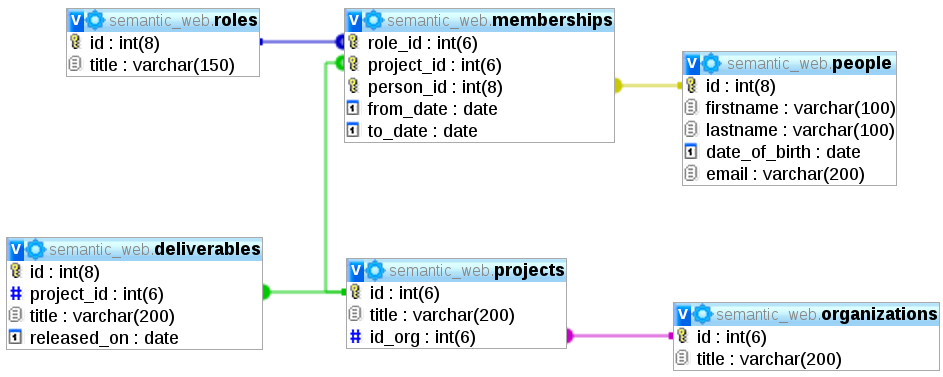 semantic_web.roles
id : int(8)
title : varchar(150)
semantic_web.memberships
role_id : int(6)
project_id : int(6)
person_id : int(8)
from_date : date
to_date : date
semantic_web.people
id : int(8)
firstname : varchar(100)
lastname : varchar(100)
date_of_birth : date
email : varchar(200)
semantic_web.deliverables
id : int(8)
project_id : int(6)
title : varchar(200)
released_on : date
semantic_web.projects
id : int(6)
title : varchar(200)
id_org : int(6)
semantic_web.organizations
id : int(6)
title : varchar(200)